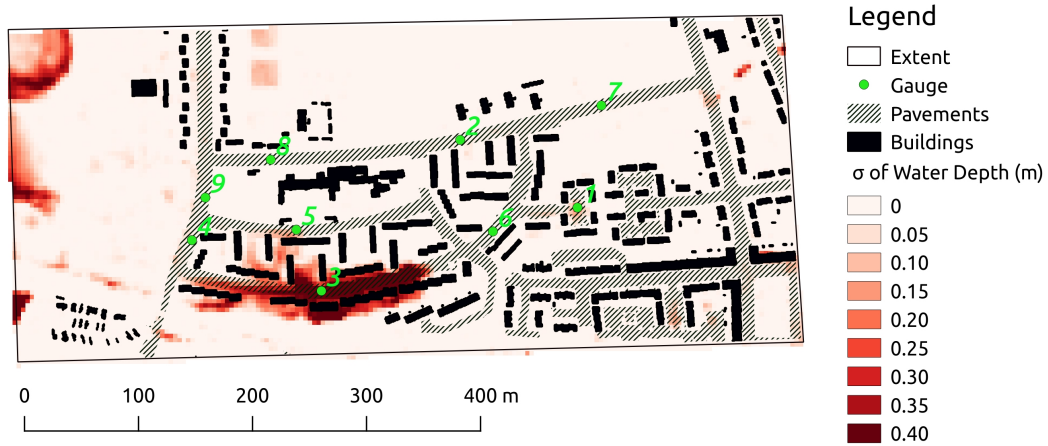 Legend
Extent
Gauge
Pavements
Buildings
σ of Water Depth (m)
0
0.05
0.10
0.15
0.20
0.25
0.30
0.35
0.40
7
2
8
9
1
4
5
6
3
0 100 200 300 400 m